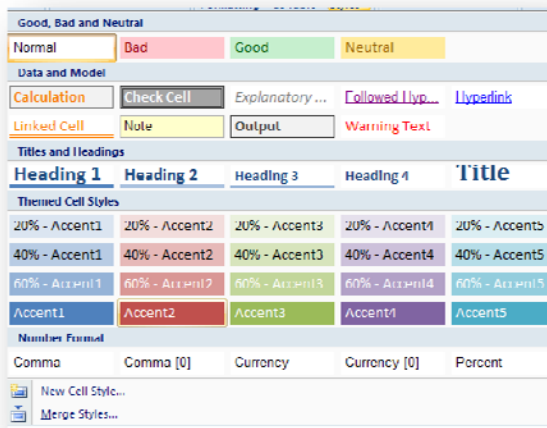 Good, Bad and Neutral
Normal Bad Good Neutral
Data and Model
Calculation Check Cell Explanatory ... Followed Hyp... Hyperlink
Linked Cell Note Output Warning Text
Titles and Headings
Heading 1 Heading 2 Heading 3 Heading 4 Title
Themed Cell Styles
20% - Accent1 20% - Accent2 20% - Accent3 20% - Accent4 20% - Accent5
40% - Accent1 40% - Accent2 40% - Accent3 40% - Accent4 40% - Accent5
60% - Accent1 60% - Accent2 60% - Accent3 60% - Accent4 60% - Accent5
Accent1 Accent2 Accent3 Accent4 Accent5
Number Format
Comma Comma [0] Currency Currency [0] Percent
New Cell Style...
Merge Styles...